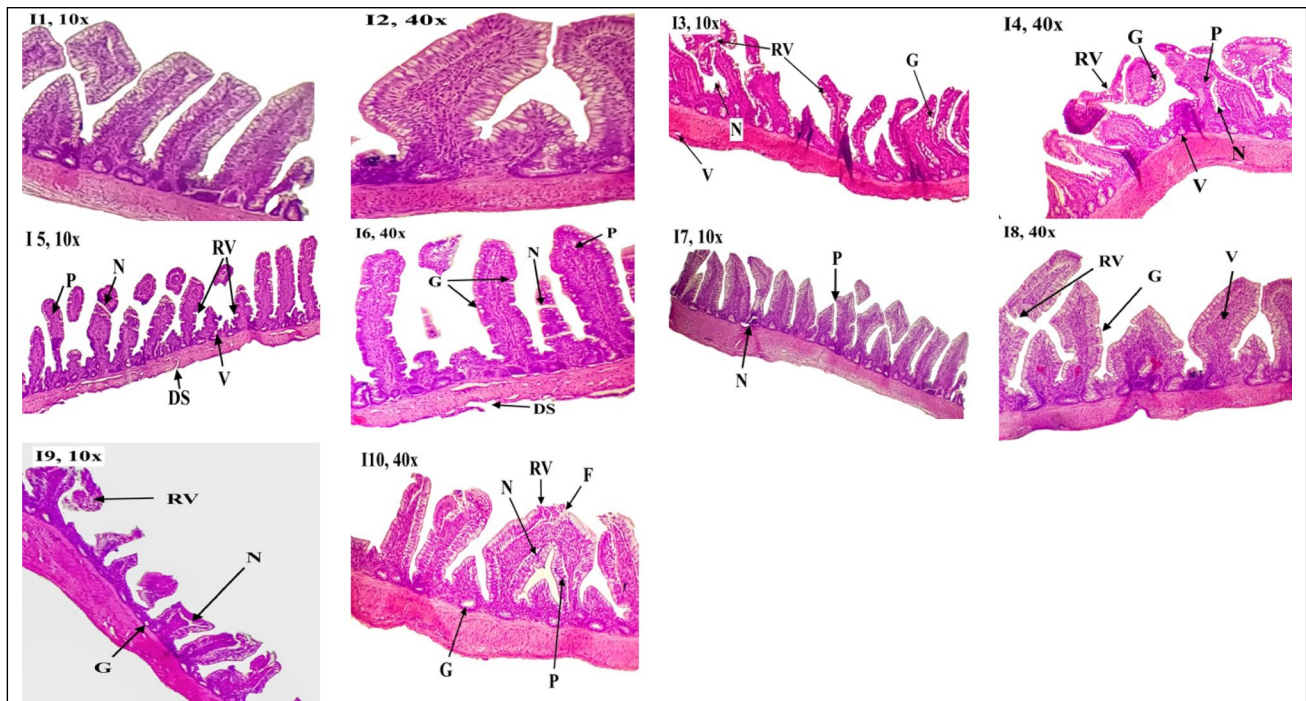 I1, 10x
I2, 40x
I3, 10x
RV
G
N
V
I4, 40x
P
G
RV
N
V
I 5, 10x
RV
N
P
V
DS
I6, 40x
P
N
G
DS
I7, 10x
P
N
I8, 40x
RV
G
V
I9, 10x
RV
N
G
I10, 40x
RV
F
N
G
P